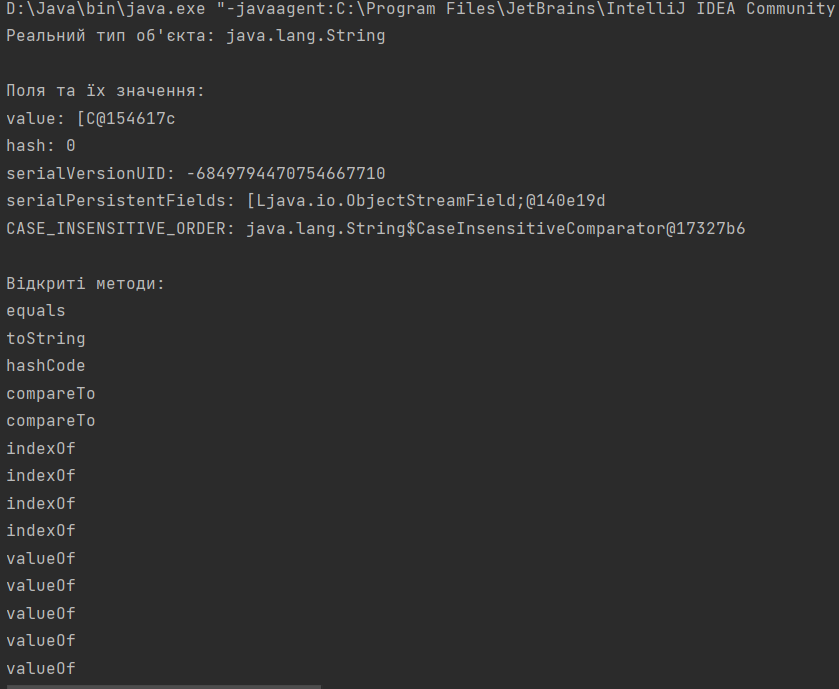 D:\Java\bin\java.exe "-javaagent:C:\Program Files\JetBrains\IntelliJ IDEA Community
Реальний тип об'єкта: java.lang.String
Поля та їх значення:
value: [C@154617c
hash: 0
serialVersionUID: -6849794470754667710
serialPersistentFields: [Ljava.io.ObjectStreamField;@140e19d
CASE_INSENSITIVE_ORDER: java.lang.String$CaseInsensitiveComparator@17327b6
Відкриті методи:
equals
toString
hashCode
compareTo
compareTo
indexOf
indexOf
indexOf
indexOf
valueOf
valueOf
valueOf
valueOf
valueOf